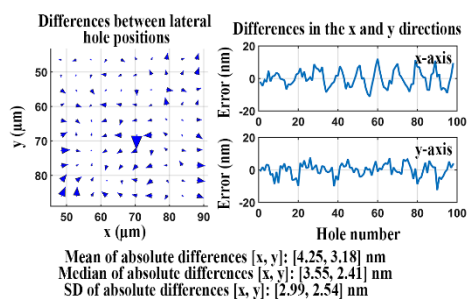 Differences between lateral
hole positions
50
60
70
80
y (µm)
50 60 70 80 90
x (µm)
Differences in the x and y directions
x-axis
20
0
-20
Error (nm)
0 20 40 60 80 100
y-axis
20
0
-20
Error (nm)
0 20 40 60 80 100
Hole number
Mean of absolute differences [x, y]: [4.25, 3.18] nm
Median of absolute differences [x, y]: [3.55, 2.41] nm
SD of absolute differences [x, y]: [2.99, 2.54] nm